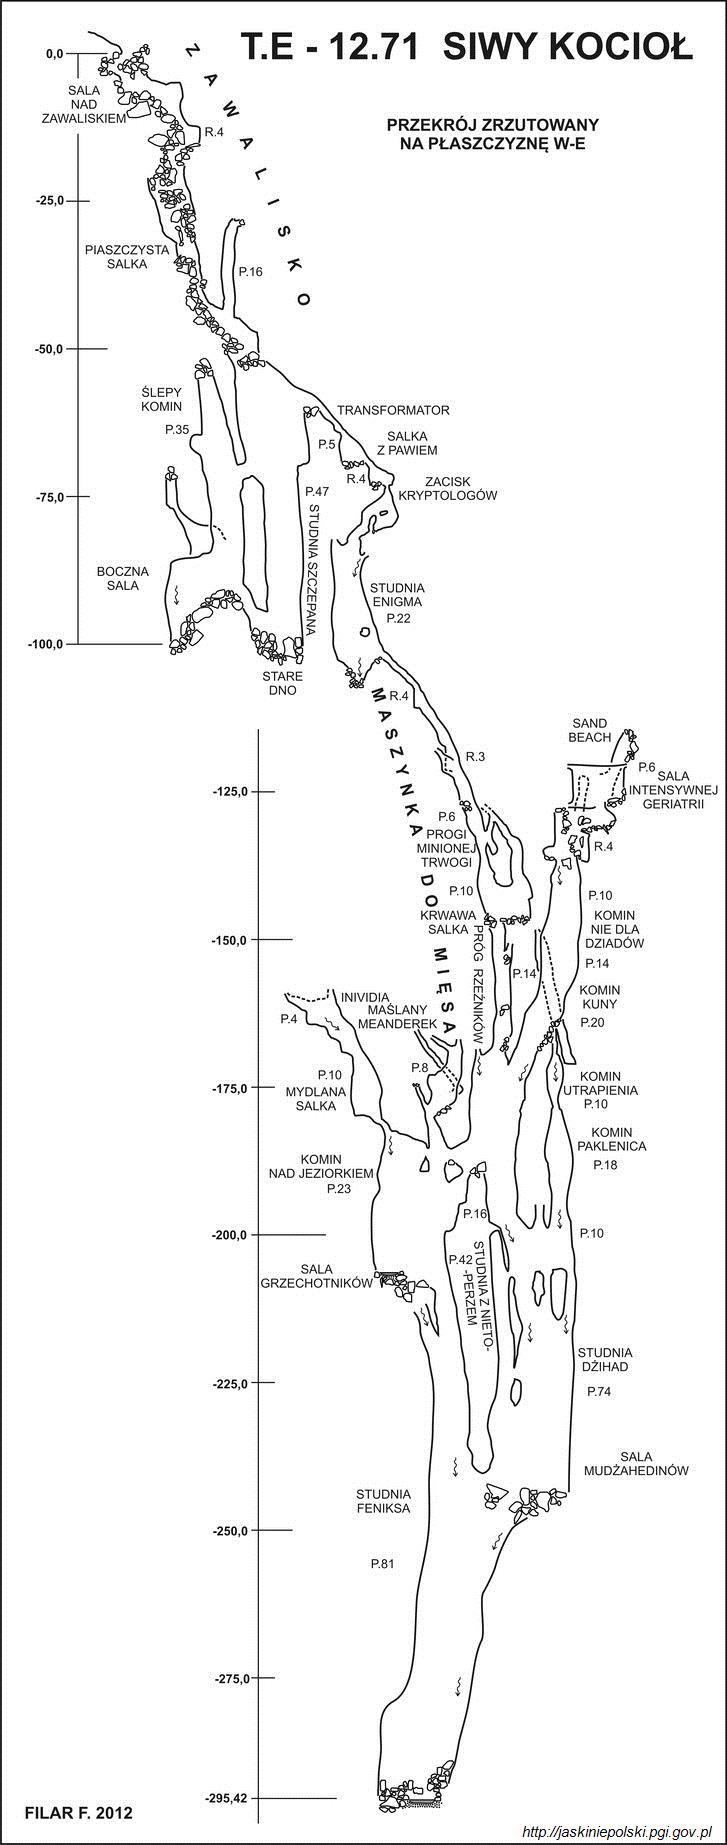 T.E - 12.71 SIWY KOCIOŁ
PRZEKRÓJ ZRZUTOWANY
NA PŁASZCZYZNĘ W-E
0,0
SALA
NAD
ZAWALISKIEM
ZAWALISKO
R.4
-25,0
PIASZCZYSTA
SALKA
P.16
-50,0
ŚLEPY
KOMIN
P.35
TRANSFORMATOR
P.5
SALKA
Z PAWIEM
R.4
ZACISK
KRYPTOLOGÓW
-75,0
P.47
STUDNIA SZCZEPANA
BOCZNA
SALA
STUDNIA
ENIGMA
P.22
-100,0
STARE
DNO
R.4
MASZYNKA DO MIĘSA
R.3
SAND
BEACH
P.6
SALA
INTENSYWNEJ
GERIATRII
-125,0
P.6
PROGI
MINIONEJ
TRWOGI
R.4
P.10
P.10
KRWAWA
SALKA
KOMIN
NIE DLA
DZIADÓW
-150,0
PRÓG RZEŹNIKÓW
P.14
P.14
KOMIN
KUNY
P.20
INIVIDIA
MAŚLANY
MEANDEREK
P.4
P.8
P.10
MYDLANA
SALKA
-175,0
KOMIN
UTRAPIENIA
P.10
KOMIN
PAKLENICA
P.18
KOMIN
NAD JEZIORKIEM
P.23
P.16
-200,0
P.10
P.42
STUDNIA Z NIETO-
-PERZEM
SALA
GRZECHOTNIKÓW
STUDNIA
DŻIHAD
P.74
-225,0
SALA
MUDŻAHEDINÓW
STUDNIA
FENIKSA
-250,0
P.81
-275,0
-295,42
FILAR F. 2012
http://jaskiniepolski.pgi.gov.pl